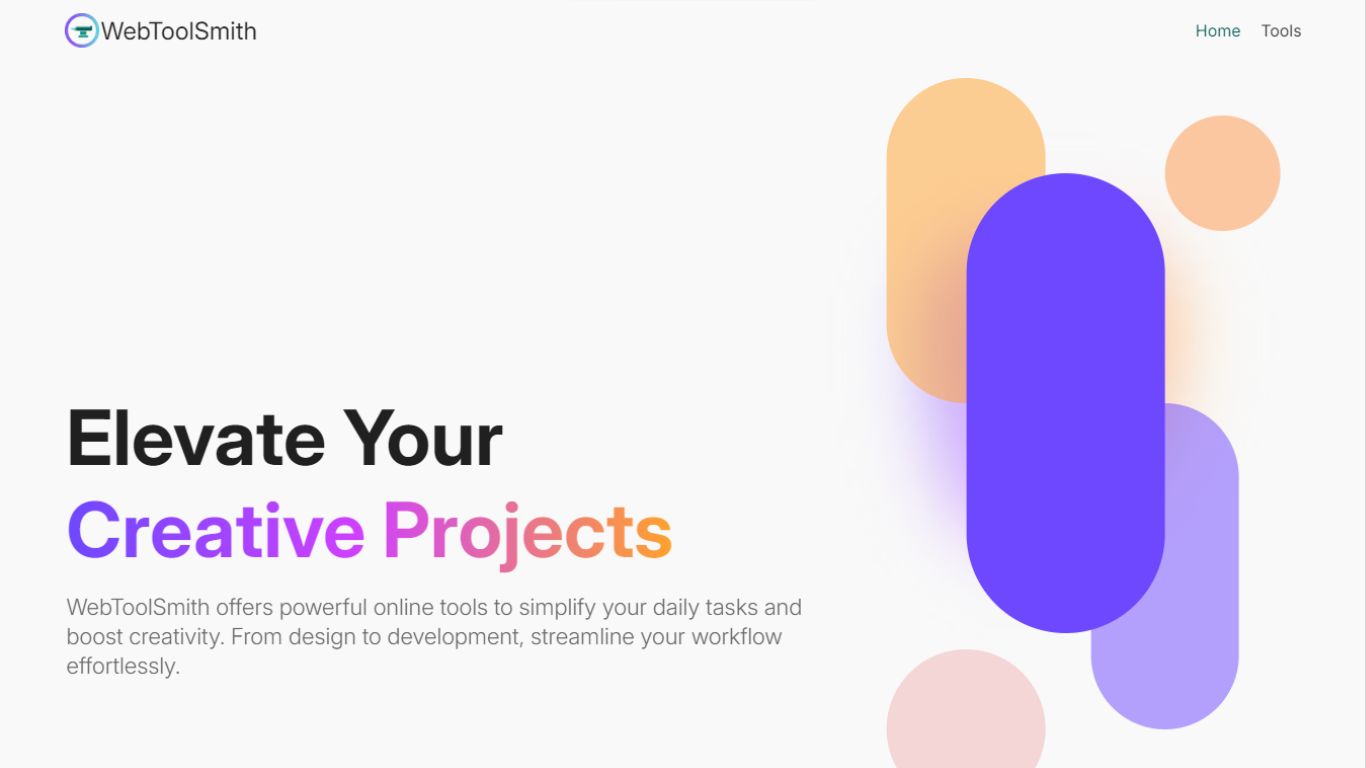 WebToolSmith
Home
Tools
Elevate Your
Creative Projects
WebToolSmith offers powerful online tools to simplify your daily tasks and
boost creativity. From design to development, streamline your workflow
effortlessly.